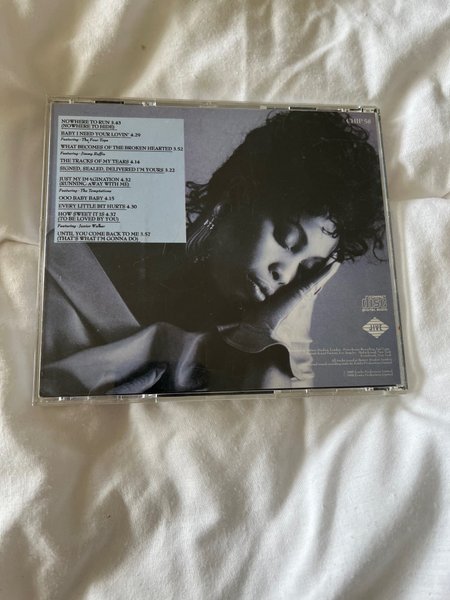 CHIP 58
NOWHERE TO RUN 3.43
(NOWHERE TO HIDE)
BABY I NEED YOUR LOVIN' 4.29
Featuring - The Four Tops
WHAT BECOMES OF THE BROKEN HEARTED 3.52
Featuring - Jimmy Ruffin
THE TRACKS OF MY TEARS 4.14
SIGNED, SEALED, DELIVERED I'M YOURS 3.22
JUST MY IMAGINATION 4.52
(RUNNING AWAY WITH ME)
Featuring - The Temptations
OOO BABY BABY 4.15
EVERY LITTLE BIT HURTS 4.30
HOW SWEET IT IS 4.37
(TO BE LOVED BY YOU)
Featuring - Junior Walker
UNTIL YOU COME BACK TO ME 3.57
(THAT'S WHAT I'M GONNA DO)
disc
DIGITAL AUDIO
JIVE